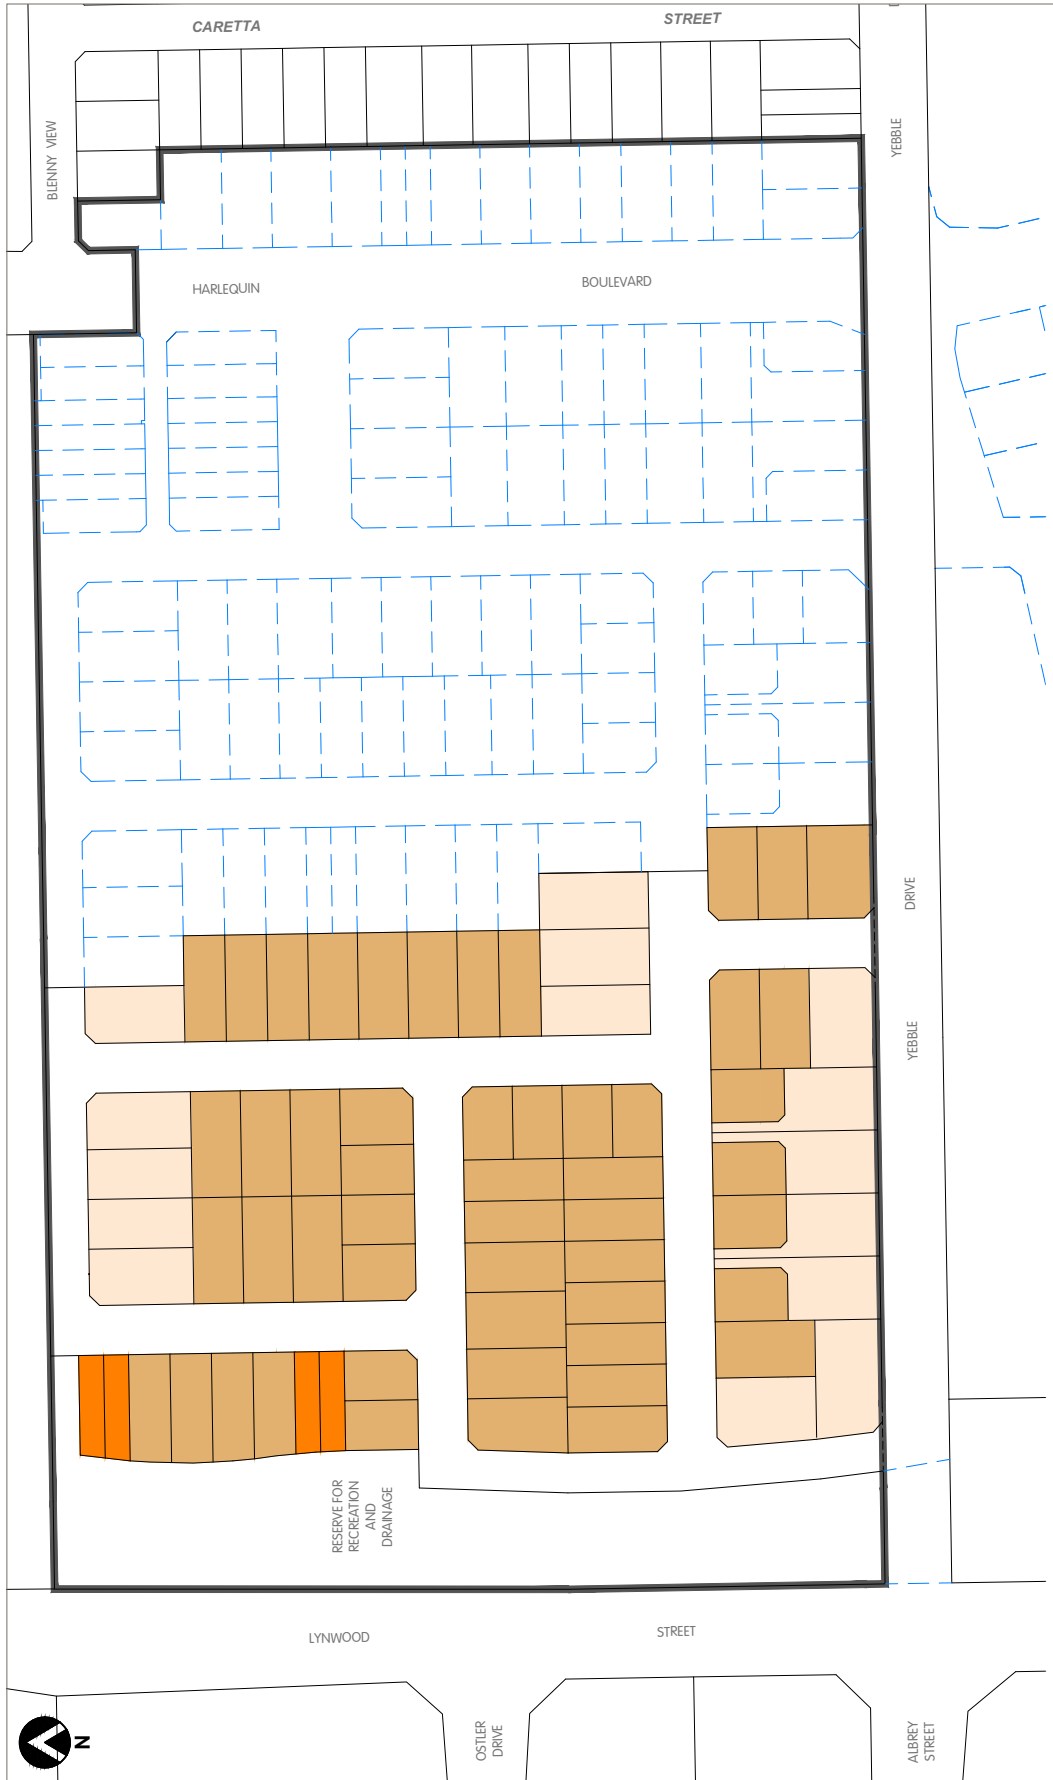 CARETTA STREET
BLENNY VIEW
YEBBLE
HARLEQUIN BOULEVARD
DRIVE
YEBBLE
RESERVE FOR
RECREATION
AND
DRAINAGE
LYNWOOD STREET
OSTLER
DRIVE
ALBREY
STREET
N